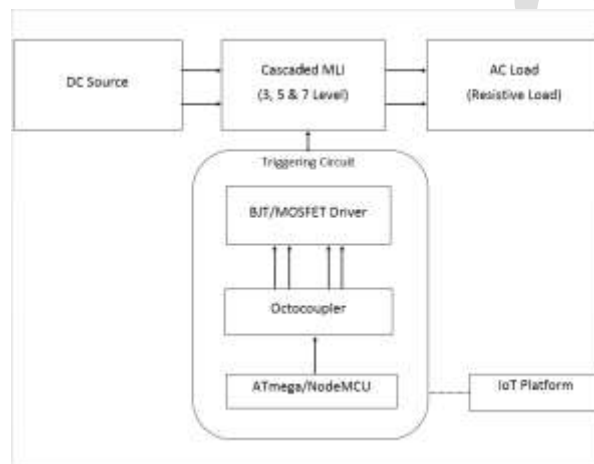 DC Source
Cascaded MLI
(3, 5 & 7 Level)
AC Load
(Resistive Load)
Triggering Circuit
BJT/MOSFET Driver
Octocoupler
ATmega/NodeMCU
IoT Platform